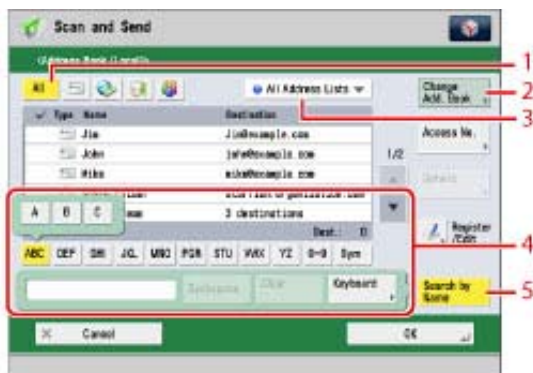 Scan and Send
1
All
All Address Lists
Change
Add. Book
2
3
Type Name Destination
Access No.
Jim Jim@example.com
John john@example.com
1/2
Mike mike@example.com
Details
A B C
3 destinations
Dest.: 0
Register
/Edit
4
ABC DEF GHI JKL MNO PQR STU VWX YZ 0-9 Sym
Backspace Clear Keyboard
Search by
Name
5
Cancel OK